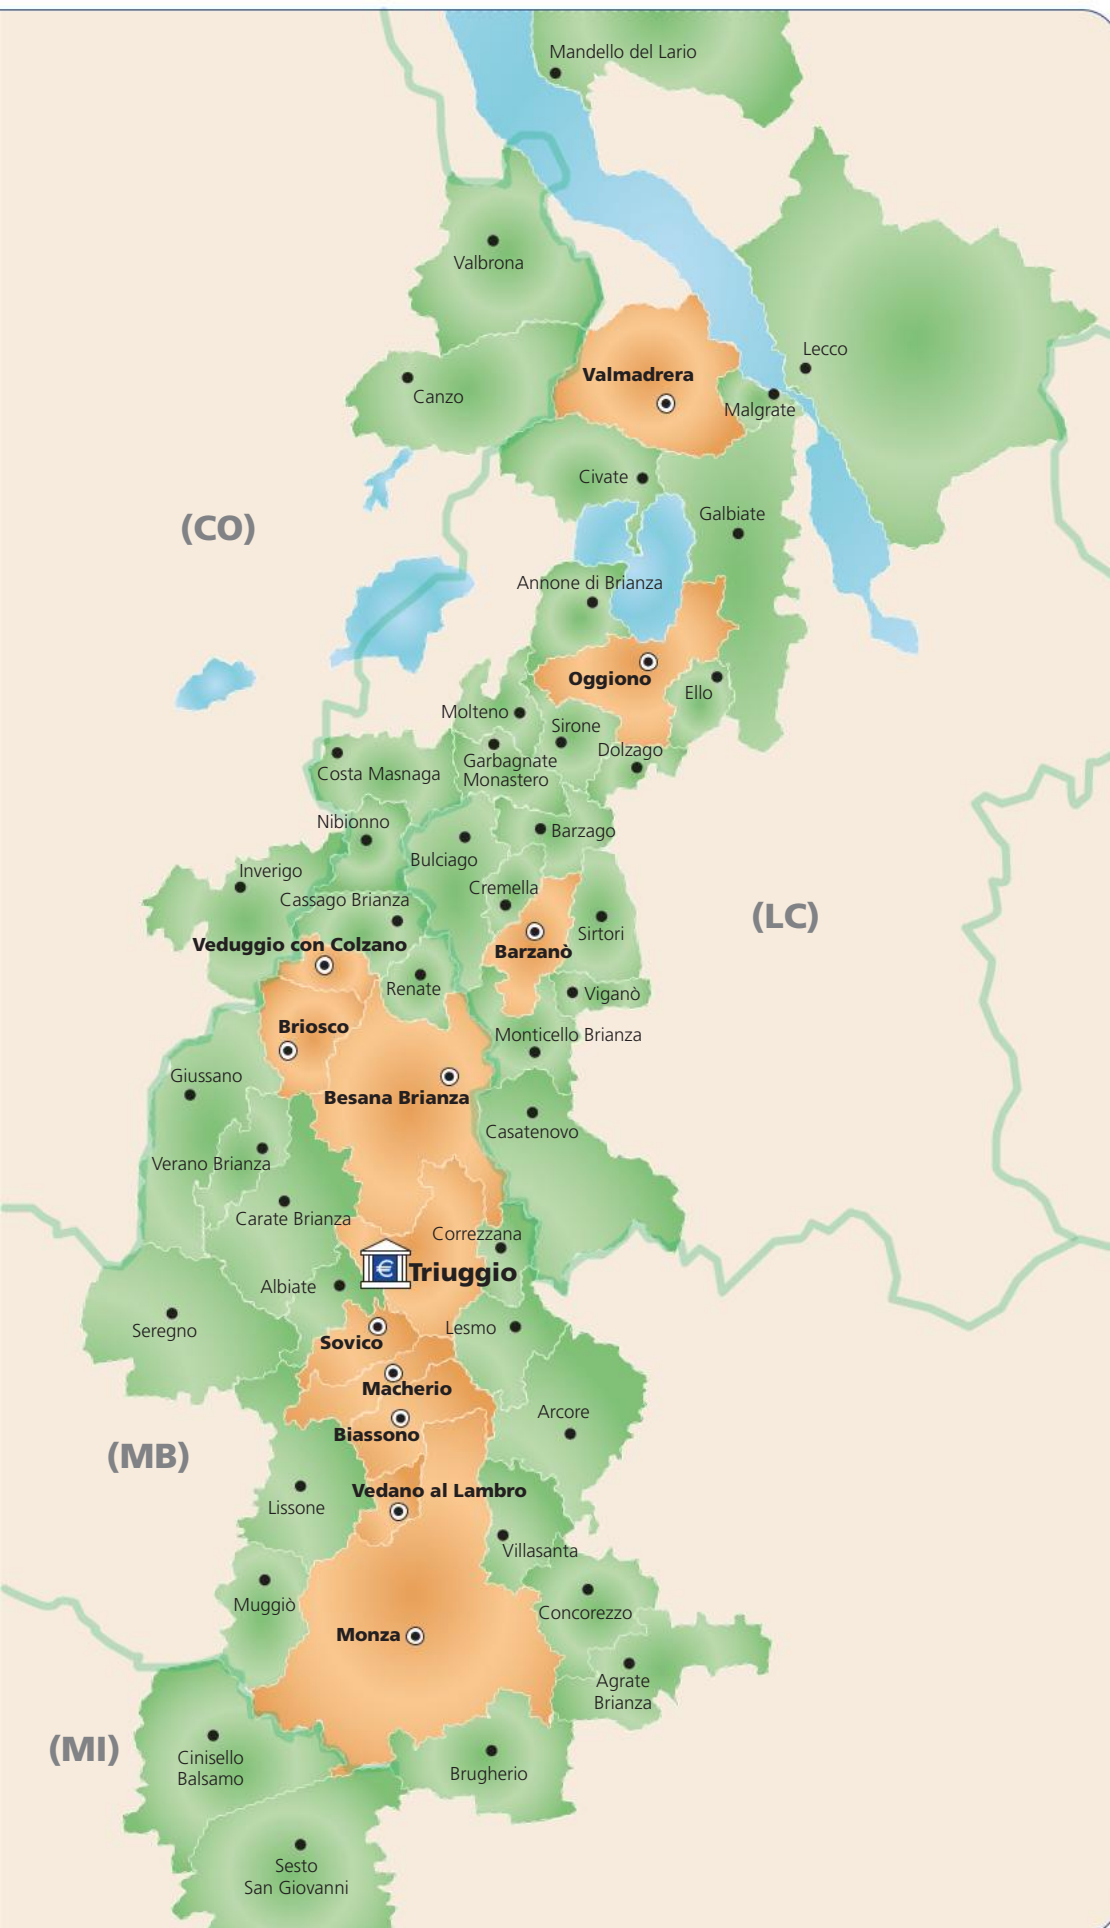 Mandello del Lario
Valbrona
Lecco
Valmadrera
Canzo
Malgrate
Civate
Galbiate
(CO)
Annone di Brianza
Oggiono
Ello
Molteno
Sirone
Dolzago
Garbagnate
Monastero
Costa Masnaga
Nibionno
Barzago
Bulciago
Inverigo
Cremella
Cassago Brianza
(LC)
Sirtori
Veduggio con Colzano
Barzanò
Renate
Viganò
Briosco
Monticello Brianza
Giussano
Besana Brianza
Casatenovo
Verano Brianza
Carate Brianza
Correzzana
€
Triuggio
Albiate
Seregno
Lesmo
Sovico
Macherio
Arcore
Biassono
(MB)
Vedano al Lambro
Lissone
Villasanta
Muggiò
Concorezzo
Monza
Agrate
Brianza
(MI)
Cinisello
Balsamo
Brugherio
Sesto
San Giovanni